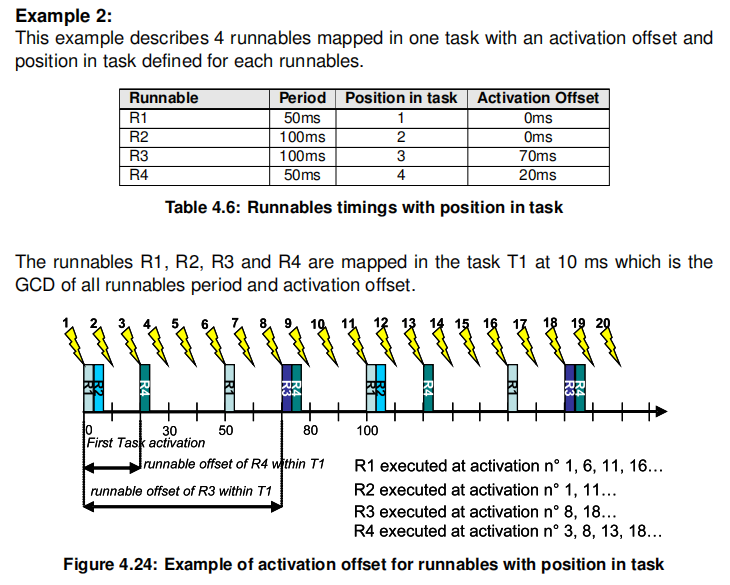 Example 2:
This example describes 4 runnables mapped in one task with an activation offset and
position in task defined for each runnables.
Runnable Period Position in task Activation Offset
R1 50ms 1 0ms
R2 100ms 2 0ms
R3 100ms 3 70ms
R4 50ms 4 20ms
Table 4.6: Runnables timings with position in task
The runnables R1, R2, R3 and R4 are mapped in the task T1 at 10 ms which is the
GCD of all runnables period and activation offset.
1 2 3 4 5 6 7 8 9 10 11 12 13 14 15 16 17 18 19 20
R1 R2 R4 R1 R3 R4 R1 R2 R4 R1 R3 R4
0 30 50 80 100
First Task activation
runnable offset of R4 within T1
runnable offset of R3 within T1
R1 executed at activation n° 1, 6, 11, 16...
R2 executed at activation n° 1, 11...
R3 executed at activation n° 8, 18...
R4 executed at activation n° 3, 8, 13, 18...
Figure 4.24: Example of activation offset for runnables with position in task